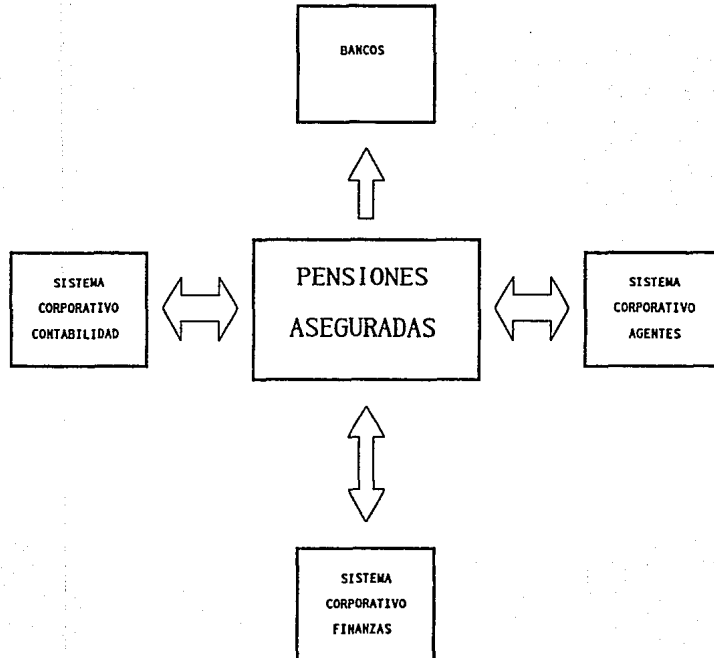 BANCOS
SISTEMA
CORPORATIVO
CONTABILIDAD
PENSIONES
ASEGURADAS
SISTEMA
CORPORATIVO
AGENTES
SISTEMA
CORPORATIVO
FINANZAS